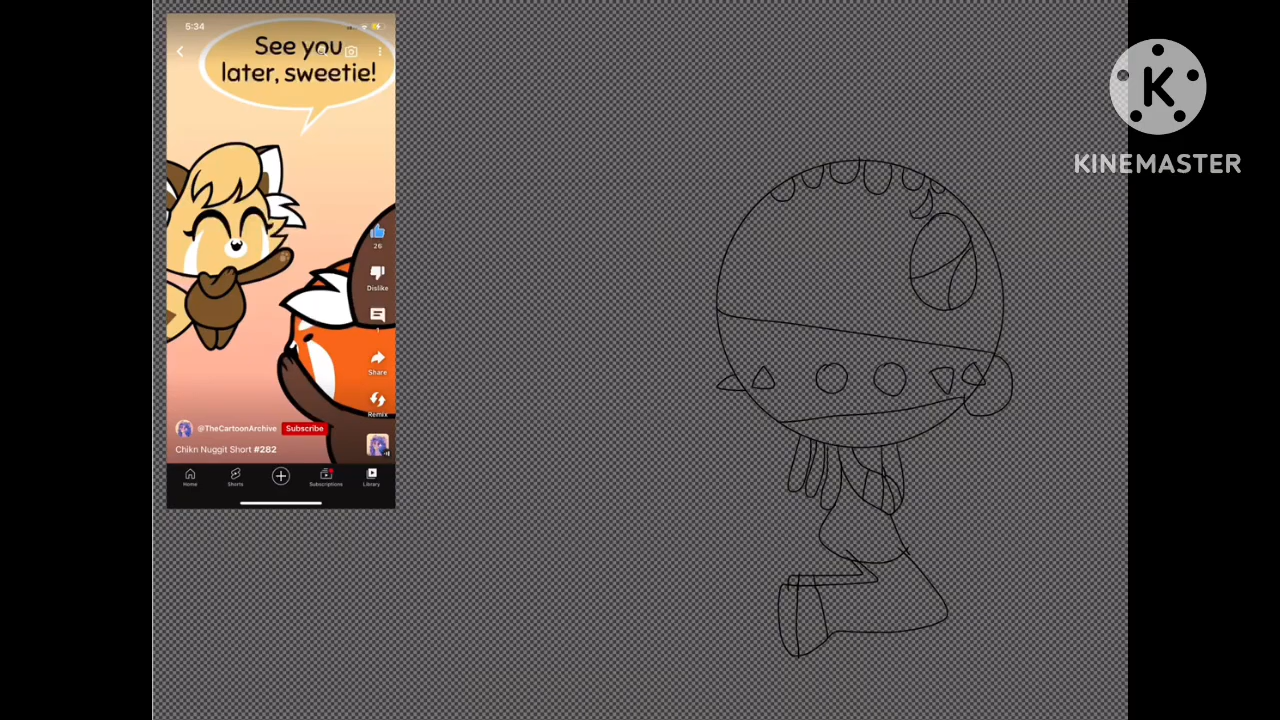 5:34
See you
later, sweetie!
K
KINEMASTER
26
Dislike
Share
Remix
@TheCartoonArchive Subscribe
Chikn Nuggit Short #282
Home Shorts Subscriptions Library